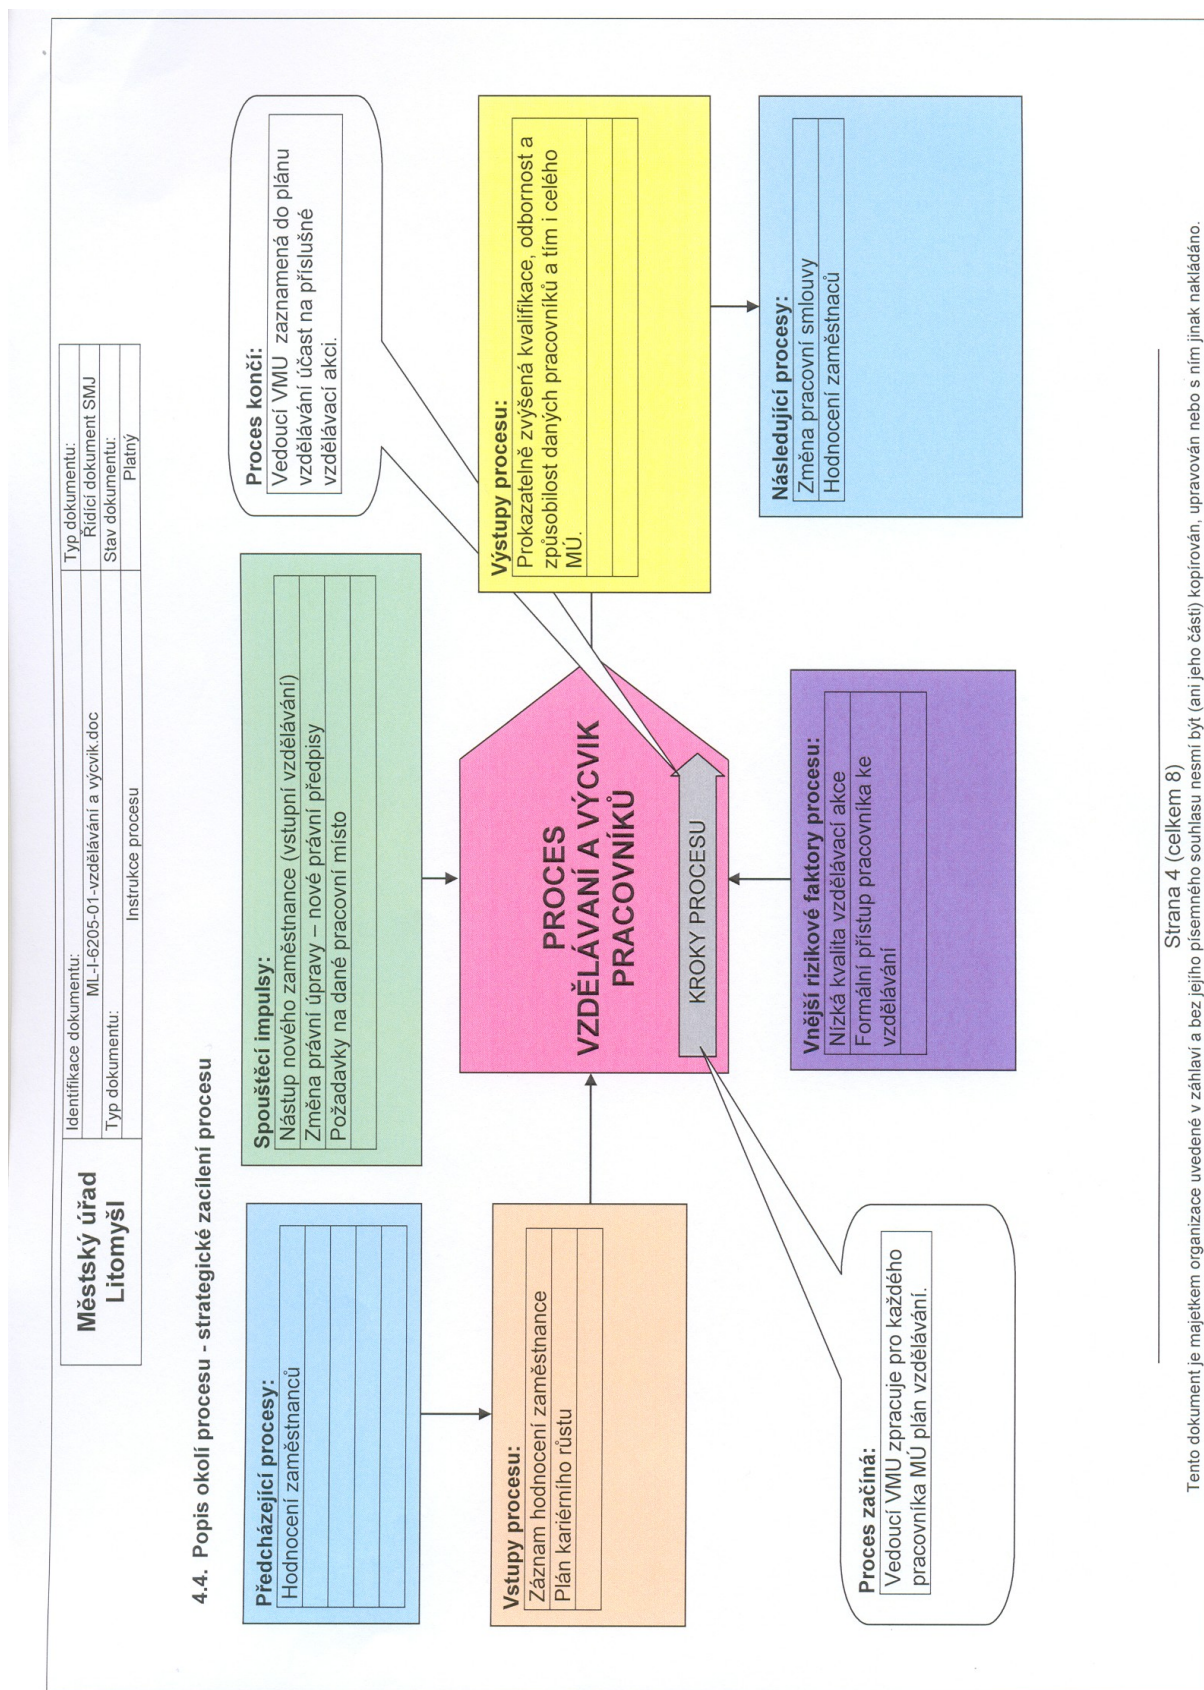 Městský úřad
Litomyšl
Identifikace dokumentu:
ML-I-6205-01-vzdělávání a výcvik.doc
Typ dokumentu:
Instrukce procesu
Typ dokumentu:
Řídící dokument SMJ
Stav dokumentu:
Platný
4.4. Popis okolí procesu - strategické zacílení procesu
Předcházející procesy:
Hodnocení zaměstnanců
Spouštěcí impulsy:
Nástup nového zaměstnance (vstupní vzdělávání)
Změna právní úpravy – nové právní předpisy
Požadavky na dané pracovní místo
Proces končí:
Vedoucí VMU zaznamená do plánu
vzdělávání účast na příslušné
vzdělávací akci.
Vstupy procesu:
Záznam hodnocení zaměstnance
Plán kariérního růstu
PROCES
VZDĚLÁVANÍ A VÝCVIK
PRACOVNÍKŮ
KROKY PROCESU
Výstupy procesu:
Prokazatelně zvýšená kvalifikace, odbornost a
způsobilost daných pracovníků a tím i celého
MÚ.
Proces začíná:
Vedoucí VMU zpracuje pro každého
pracovníka MÚ plán vzdělávání.
Vnější rizikové faktory procesu:
Nízká kvalita vzdělávací akce
Formální přístup pracovníka ke
vzdělávání
Následující procesy:
Změna pracovní smlouvy
Hodnocení zaměstnaců
Strana 4 (celkem 8)
Tento dokument je majetkem organizace uvedené v záhlaví a bez jejího písemného souhlasu nesmí být (ani jeho části) kopírován, upravován nebo s ním jinak nakládáno.